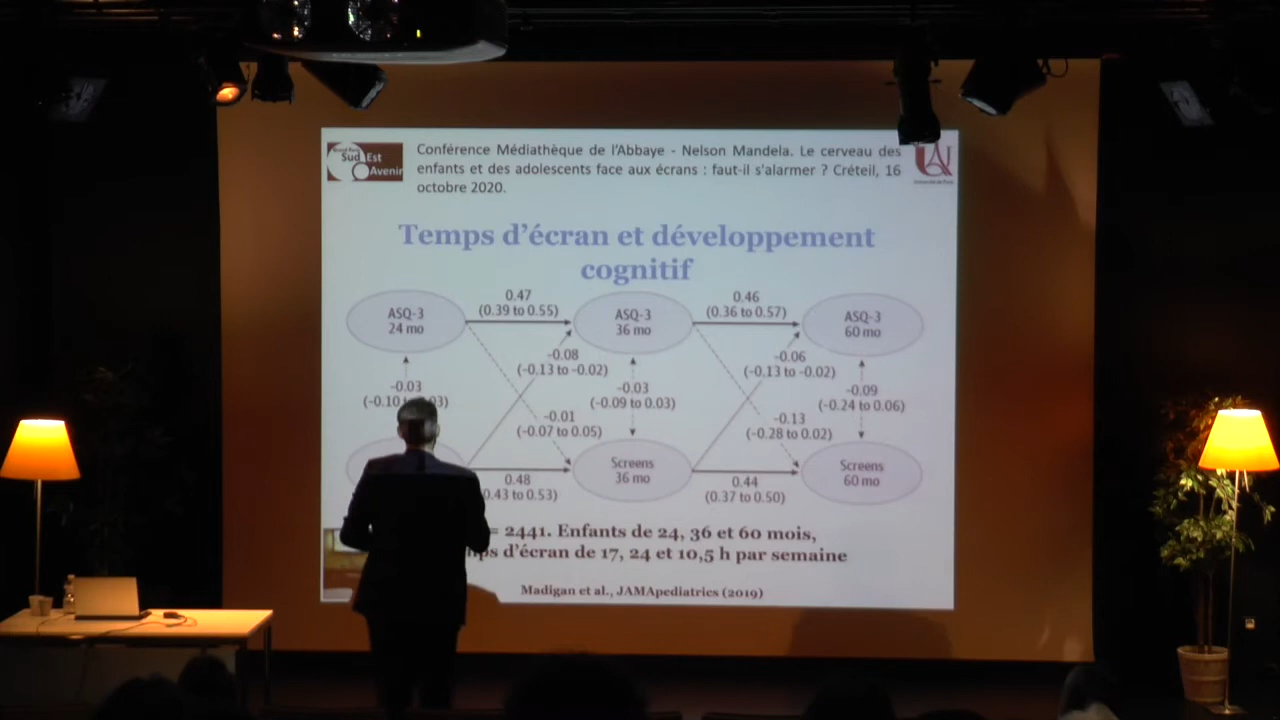 Sud Est
Avenir
Conférence Médiathèque de l'Abbaye - Nelson Mandela. Le cerveau des
enfants et des adolescents face aux écrans : faut-il s'alarmer ? Créteil, 16
octobre 2020.
Temps d'écran et développement
cognitif
ASQ-3
24 mo
0.47
(0.39 to 0.55)
ASQ-3
36 mo
0.46
(0.36 to 0.57)
ASQ-3
60 mo
-0.08
(-0.13 to -0.02)
-0.06
(-0.13 to -0.02)
-0.03
(-0.10
03)
-0.03
(-0.09 to 0.03)
-0.09
(-0.24 to 0.06)
-0.01
(-0.07 to 0.05)
-0.13
(-0.28 to 0.02)
Screens
36 mo
Screens
60 mo
0.48
0.43 to 0.53)
0.44
(0.37 to 0.50)
= 2441. Enfants de 24, 36 et 60 mois,
d'écran de 17, 24 et 10,5 h par semaine
Madigan et al., JAMApediatrics (2019)